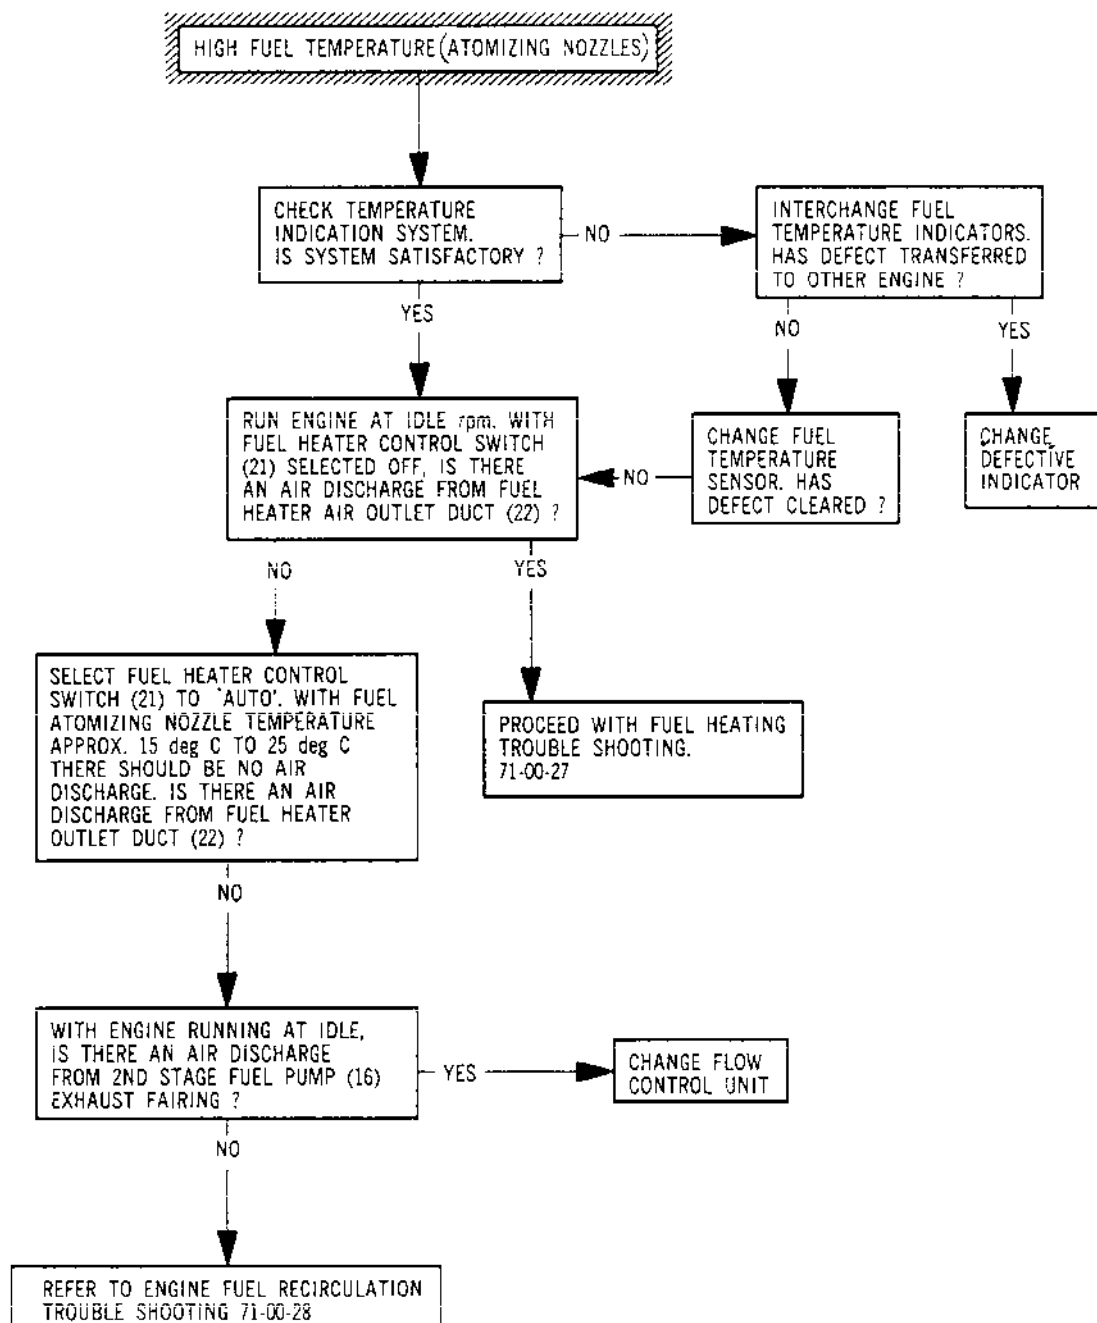 HIGH FUEL TEMPERATURE (ATOMIZING NOZZLES)
CHECK TEMPERATURE
INDICATION SYSTEM.
IS SYSTEM SATISFACTORY ?
NO
INTERCHANGE FUEL
TEMPERATURE INDICATORS.
HAS DEFECT TRANSFERRED
TO OTHER ENGINE ?
YES
NO
YES
RUN ENGINE AT IDLE rpm. WITH
FUEL HEATER CONTROL SWITCH
(21) SELECTED OFF, IS THERE
AN AIR DISCHARGE FROM FUEL
HEATER AIR OUTLET DUCT (22) ?
NO
CHANGE FUEL
TEMPERATURE
SENSOR. HAS
DEFECT CLEARED ?
CHANGE
DEFECTIVE
INDICATOR
NO
YES
SELECT FUEL HEATER CONTROL
SWITCH (21) TO 'AUTO'. WITH FUEL
ATOMIZING NOZZLE TEMPERATURE
APPROX. 15 deg C TO 25 deg C
THERE SHOULD BE NO AIR
DISCHARGE. IS THERE AN AIR
DISCHARGE FROM FUEL HEATER
OUTLET DUCT (22) ?
PROCEED WITH FUEL HEATING
TROUBLE SHOOTING.
71-00-27
NO
WITH ENGINE RUNNING AT IDLE,
IS THERE AN AIR DISCHARGE
FROM 2ND STAGE FUEL PUMP (16)
EXHAUST FAIRING ?
YES
CHANGE FLOW
CONTROL UNIT
NO
REFER TO ENGINE FUEL RECIRCULATION
TROUBLE SHOOTING 71-00-28